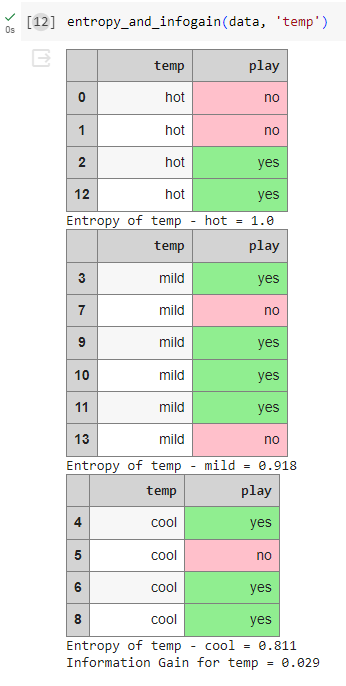 [12] entropy_and_infogain(data, 'temp')
0s
temp play
0 hot no
1 hot no
2 hot yes
12 hot yes
Entropy of temp - hot = 1.0
temp play
3 mild yes
7 mild no
9 mild yes
10 mild yes
11 mild yes
13 mild no
Entropy of temp - mild = 0.918
temp play
4 cool yes
5 cool no
6 cool yes
8 cool yes
Entropy of temp - cool = 0.811
Information Gain for temp = 0.029